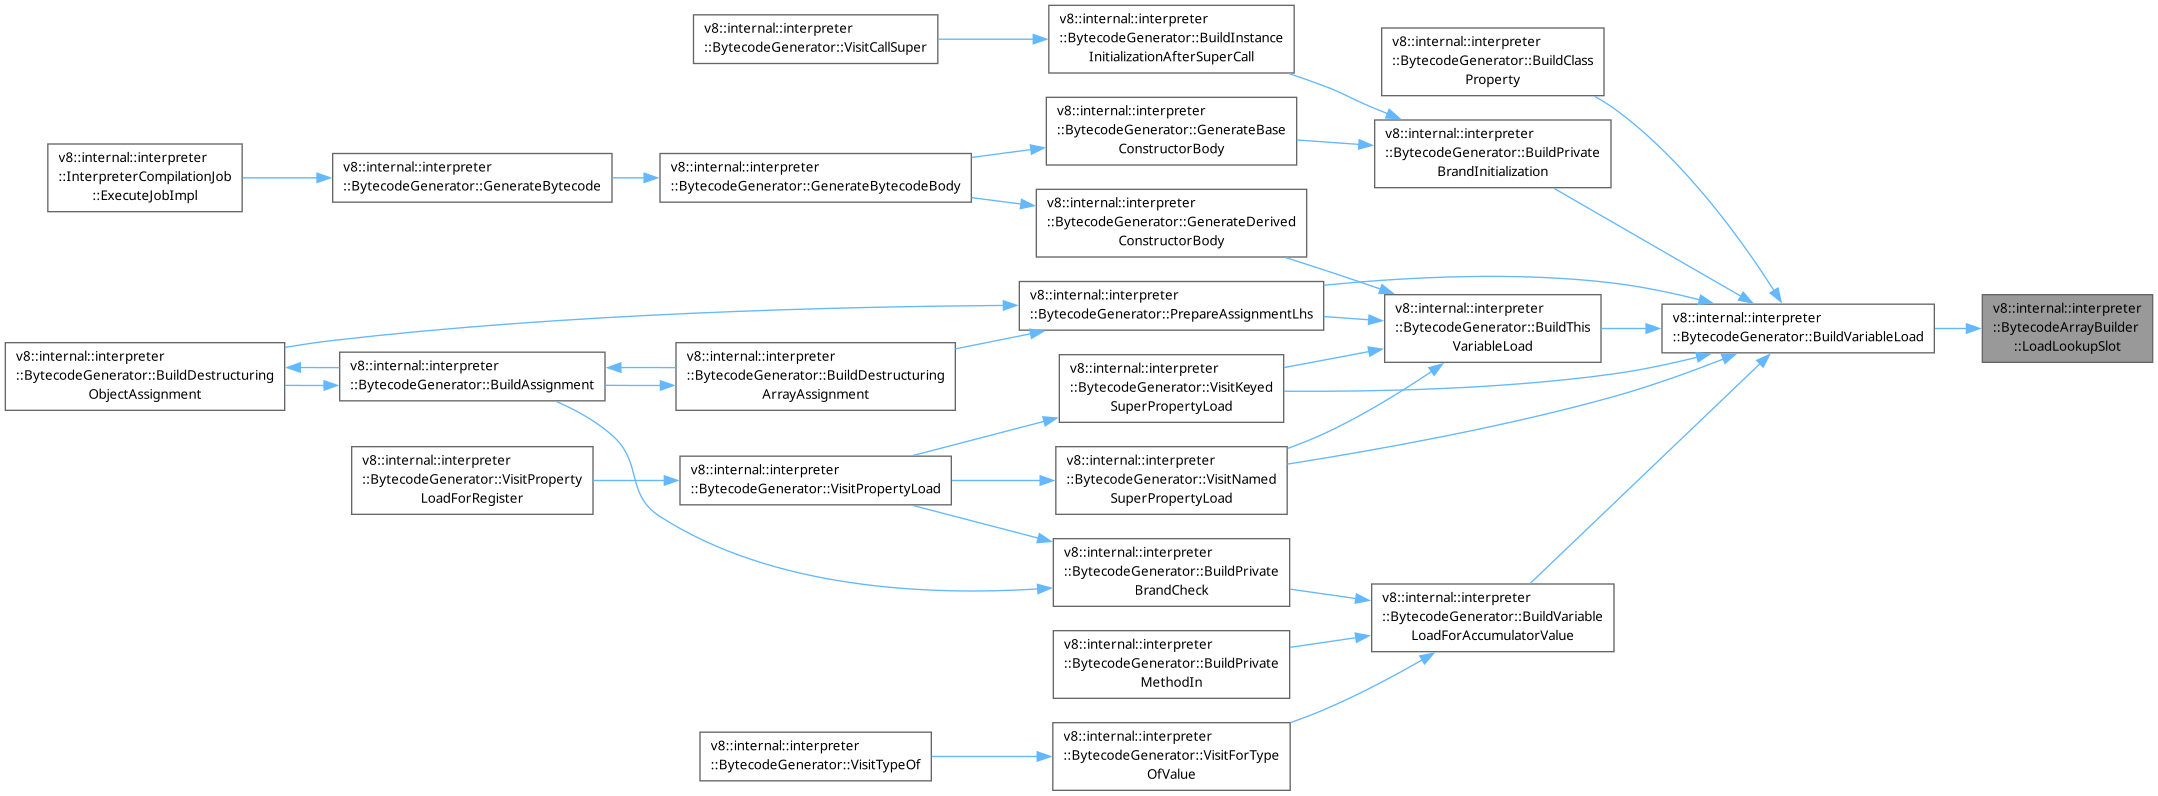 v8::internal::interpreter
::BytecodeGenerator::VisitCallSuper
v8::internal::interpreter
::BytecodeGenerator::BuildInstance
InitializationAfterSuperCall
v8::internal::interpreter
::BytecodeGenerator::BuildClass
Property
v8::internal::interpreter
::BytecodeGenerator::GenerateBase
ConstructorBody
v8::internal::interpreter
::BytecodeGenerator::BuildPrivate
BrandInitialization
v8::internal::interpreter
::InterpreterCompilationJob
::ExecuteJobImpl
v8::internal::interpreter
::BytecodeGenerator::GenerateBytecode
v8::internal::interpreter
::BytecodeGenerator::GenerateBytecodeBody
v8::internal::interpreter
::BytecodeGenerator::GenerateDerived
ConstructorBody
v8::internal::interpreter
::BytecodeGenerator::PrepareAssignmentLhs
v8::internal::interpreter
::BytecodeGenerator::BuildThis
VariableLoad
v8::internal::interpreter
::BytecodeGenerator::BuildVariableLoad
v8::internal::interpreter
::BytecodeArrayBuilder
::LoadLookupSlot
v8::internal::interpreter
::BytecodeGenerator::BuildDestructuring
ObjectAssignment
v8::internal::interpreter
::BytecodeGenerator::BuildAssignment
v8::internal::interpreter
::BytecodeGenerator::BuildDestructuring
ArrayAssignment
v8::internal::interpreter
::BytecodeGenerator::VisitKeyed
SuperPropertyLoad
v8::internal::interpreter
::BytecodeGenerator::VisitProperty
LoadForRegister
v8::internal::interpreter
::BytecodeGenerator::VisitPropertyLoad
v8::internal::interpreter
::BytecodeGenerator::VisitNamed
SuperPropertyLoad
v8::internal::interpreter
::BytecodeGenerator::BuildPrivate
BrandCheck
v8::internal::interpreter
::BytecodeGenerator::BuildVariable
LoadForAccumulatorValue
v8::internal::interpreter
::BytecodeGenerator::BuildPrivate
MethodIn
v8::internal::interpreter
::BytecodeGenerator::VisitTypeOf
v8::internal::interpreter
::BytecodeGenerator::VisitForType
OfValue